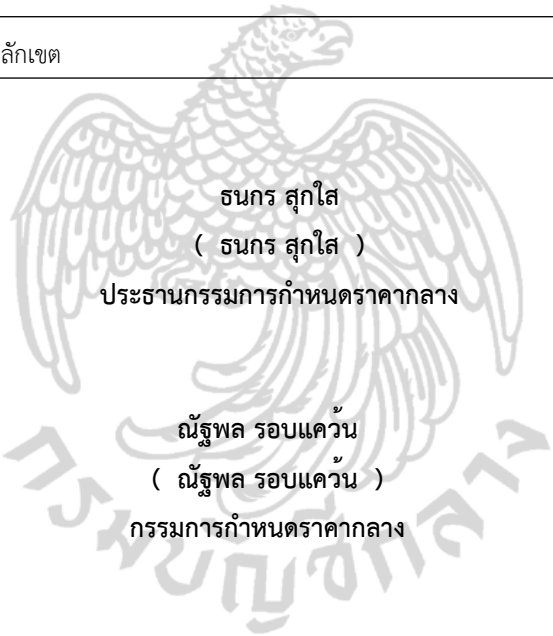 ลักเขต
ธนกร สุกใส
( ธนกร สุกใส )
ประธานกรรมการกำหนดราคากลาง
ณัฐพล รอบแคว้น
( ณัฐพล รอบแคว้น )
กรรมการกำหนดราคากลาง
กรมบัญชีกลาง